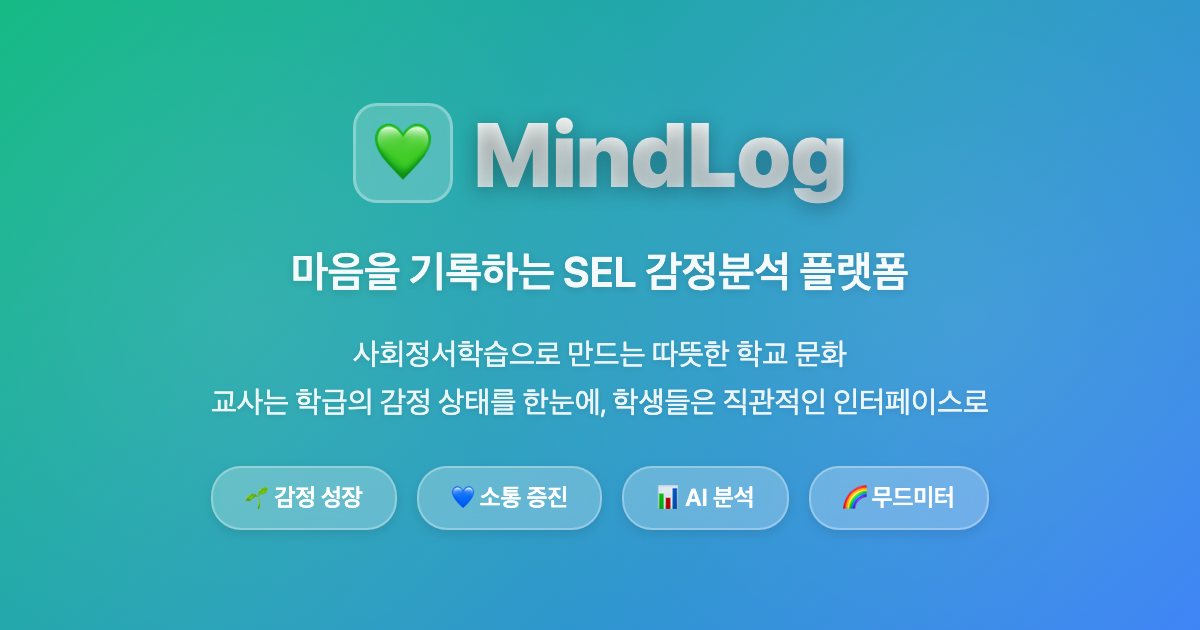 MindLog
마음을 기록하는 SEL 감정분석 플랫폼
사회정서학습으로 만드는 따뜻한 학교 문화
교사는 학급의 감정 상태를 한눈에, 학생들은 직관적인 인터페이스로
감정 성장
소통 증진
AI 분석
무드미터